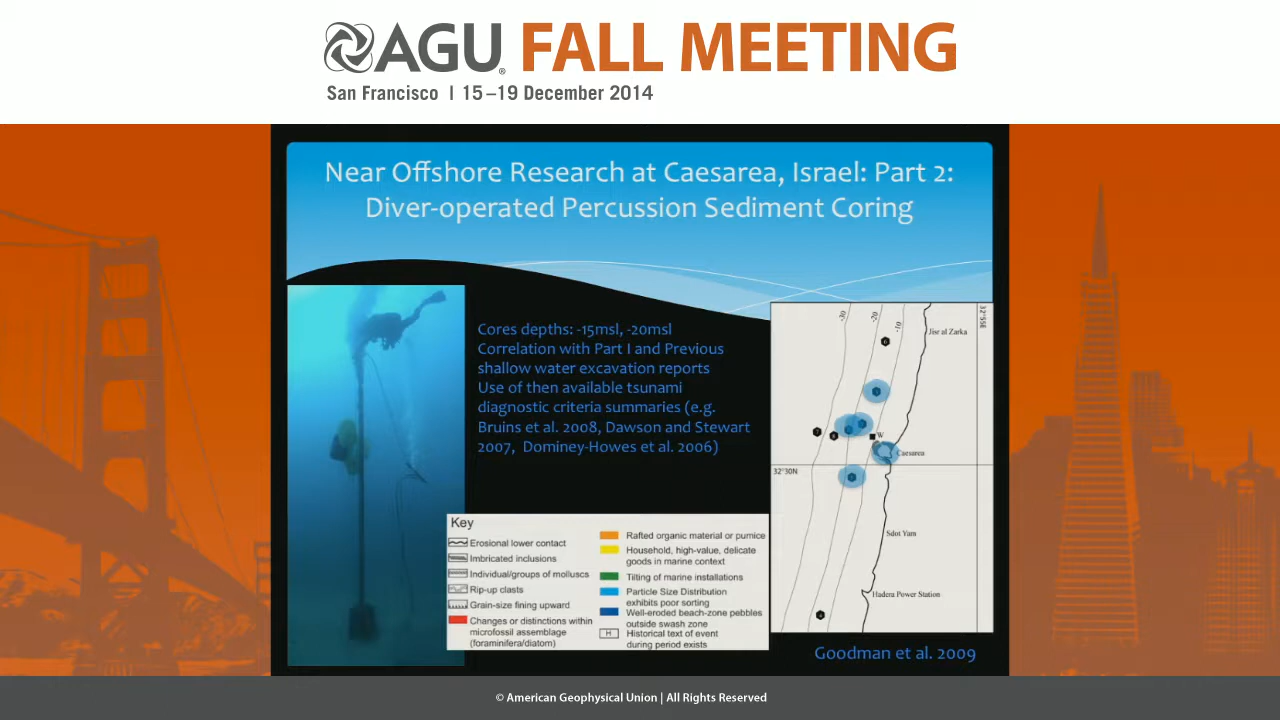 AGU FALL MEETING
San Francisco | 15–19 December 2014
Near Offshore Research at Caesarea, Israel: Part 2:
Diver-operated Percussion Sediment Coring
Cores depths: -15msl, -20msl
Correlation with Part I and Previous
shallow water excavation reports
Use of then available tsunami
diagnostic criteria summaries (e.g.
Bruins et al. 2008, Dawson and Stewart
2007, Dominey-Howes et al. 2006)
Key
Erosional lower contact
Imbricated inclusions
Individual/groups of molluscs
Rip-up clasts
Grain-size fining upward
Changes or distinctions within
microfossil assemblage
(foraminifera/diatom)
Rafted organic material or pumice
Household, high-value, delicate
goods in marine context
Tilting of marine installations
Particle Size Distribution
exhibits poor sorting
Well-eroded beach-zone pebbles
outside swash zone
H
Historical text of event
during period exists
-30
-20
-10
Jisr al Zarka
W
Caesarea
32°30N
Sdot Yam
Hadera Power Station
Goodman et al. 2009
© American Geophysical Union | All Rights Reserved